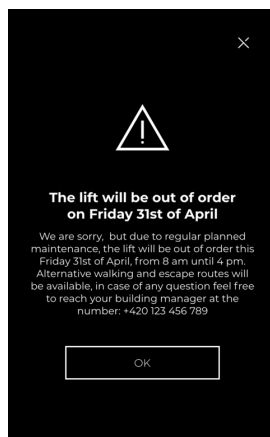 The lift will be out of order
on Friday 31st of April
We are sorry, but due to regular planned
maintenance, the lift will be out of order this
Friday 31st of April, from 8 am until 4 pm.
Alternative walking and escape routes will
be available, in case of any question feel free
to reach your building manager at the
number: +420 123 456 789
OK